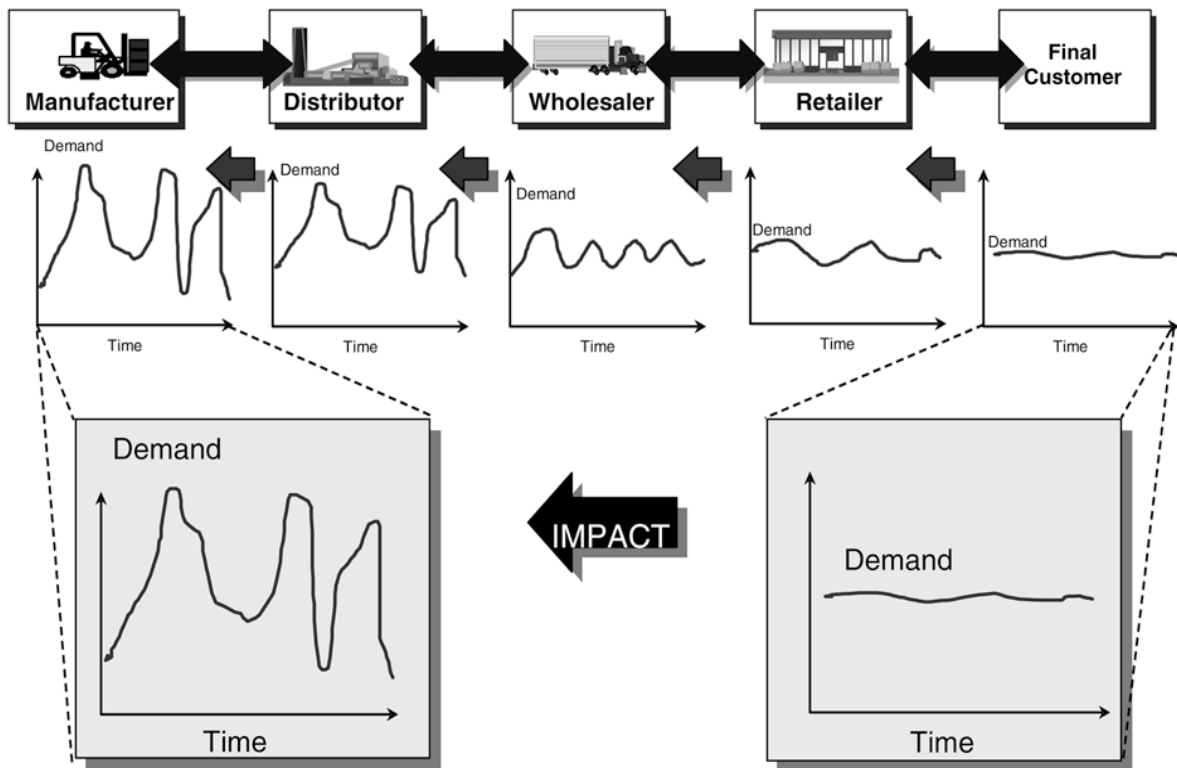 Manufacturer
Distributor
Wholesaler
Retailer
Final
Customer
Demand
Time
Demand
Time
Demand
Time
Demand
Time
Demand
Time
Demand
Time
IMPACT
Demand
Time